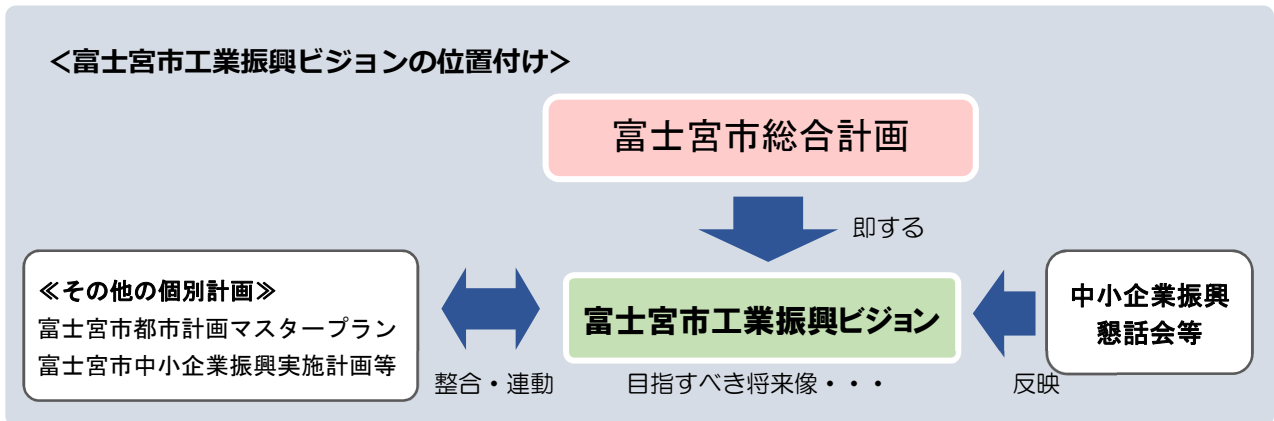 <富士宮市工業振興ビジョンの位置付け>
富士宮市総合計画
即する
≪その他の個別計画≫
富士宮市都市計画マスタープラン
富士宮市中小企業振興実施計画等
整合・連動
富士宮市工業振興ビジョン
目指すべき将来像・・・
中小企業振興
懇話会等
反映